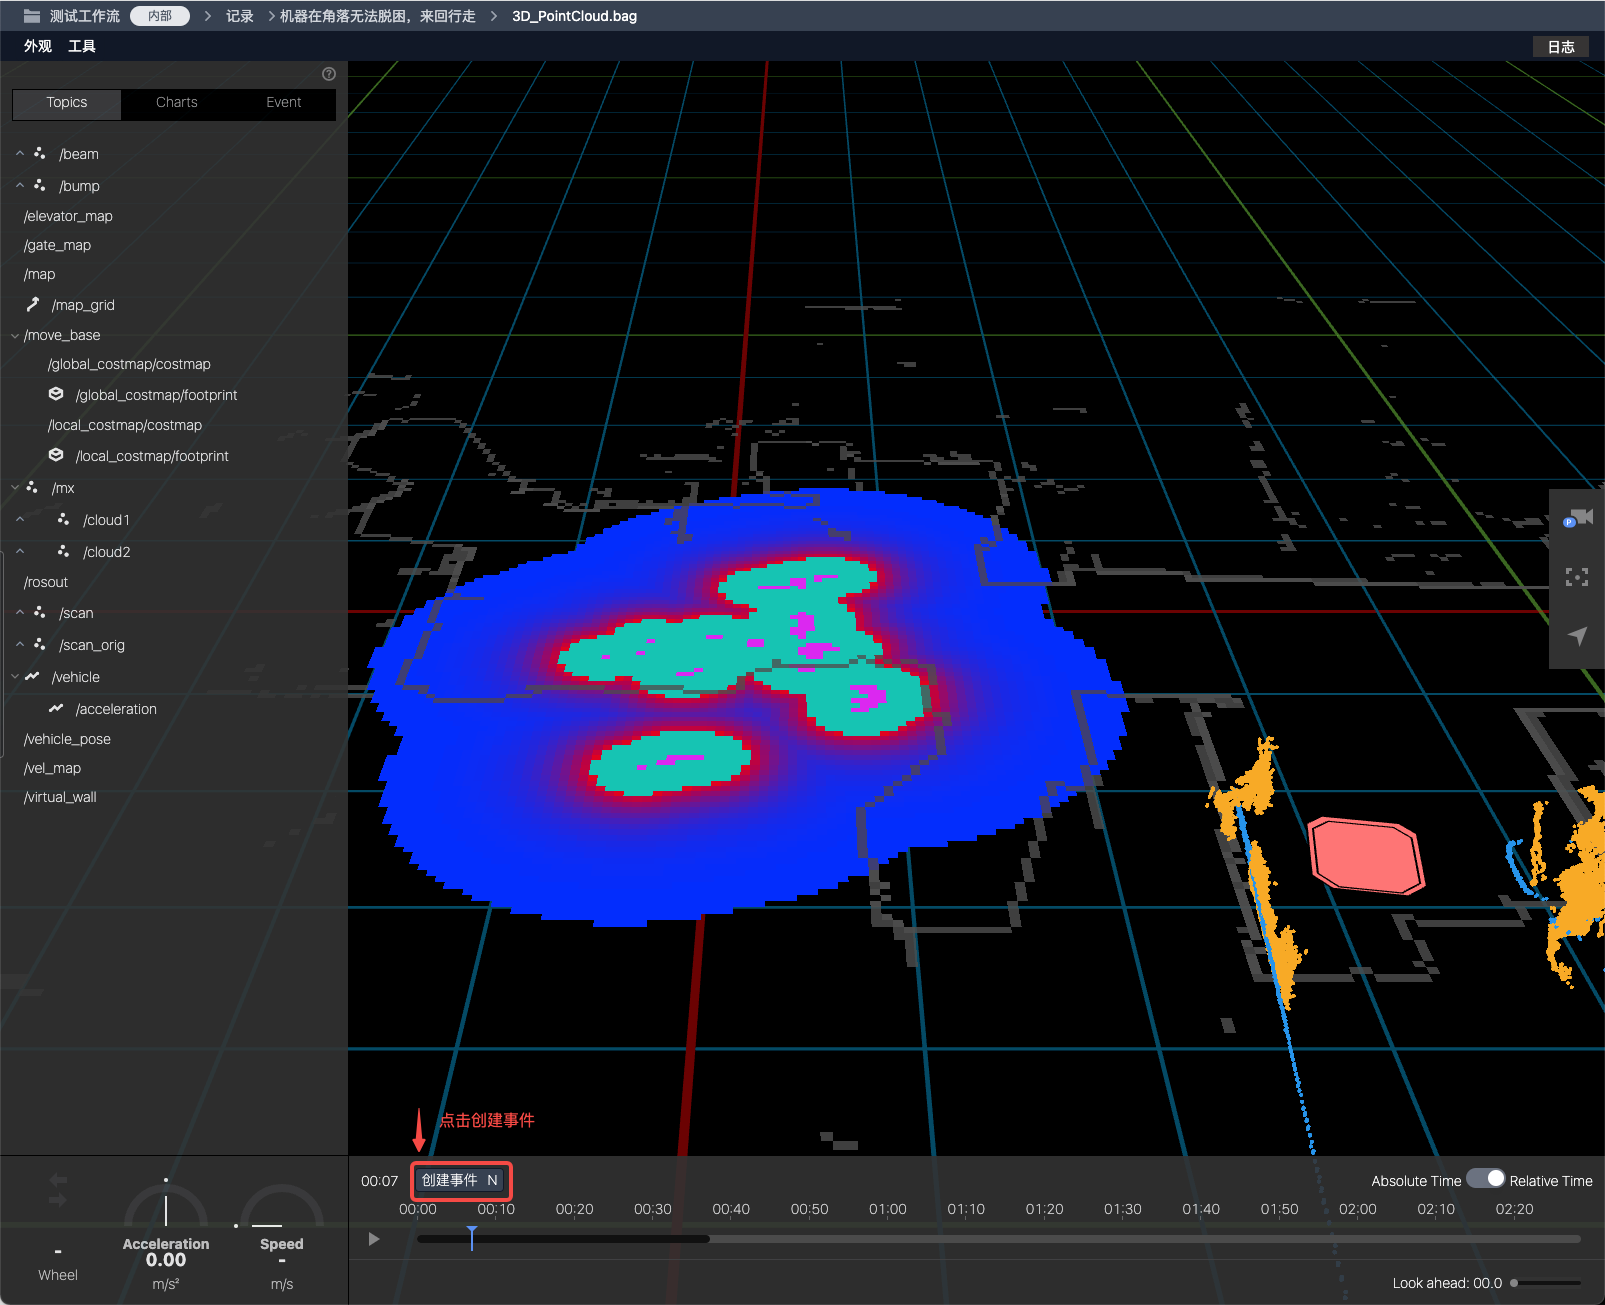 测试工作流 内部 > 记录 > 机器在角落无法脱困，来回行走 > 3D_PointCloud.bag
外观 工具 日志
Topics Charts Event
/beam
/bump
/elevator_map
/gate_map
/map
/map_grid
/move_base
/global_costmap/costmap
/global_costmap/footprint
/local_costmap/costmap
/local_costmap/footprint
/mx
/cloud1
/cloud2
/rosout
/scan
/scan_orig
/vehicle
/acceleration
/vehicle_pose
/vel_map
/virtual_wall
P
点击创建事件
00:07 创建事件 N Absolute Time Relative Time
00:00 00:10 00:20 00:30 00:40 00:50 01:00 01:10 01:20 01:30 01:40 01:50 02:00 02:10 02:20
Acceleration Speed
- 0.00 -
Wheel m/s² m/s
Look ahead: 00.0